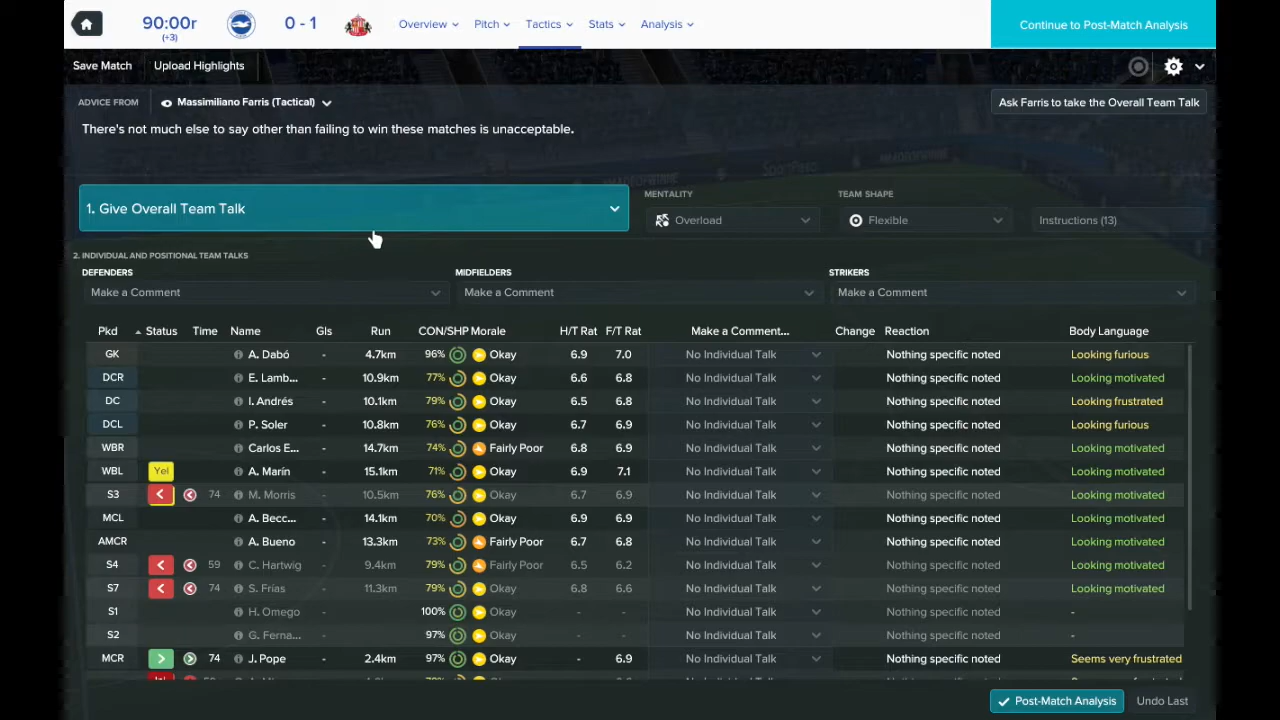 90:00r
(+3)
0 - 1
Overview
Pitch
Tactics
Stats
Analysis
Continue to Post-Match Analysis
Save Match
Upload Highlights
ADVICE FROM
Massimiliano Farris (Tactical)
Ask Farris to take the Overall Team Talk
There's not much else to say other than failing to win these matches is unacceptable.
1. Give Overall Team Talk
MENTALITY
Overload
TEAM SHAPE
Flexible
Instructions (13)
2. INDIVIDUAL AND POSITIONAL TEAM TALKS
DEFENDERS MIDFIELDERS STRIKERS
Make a Comment Make a Comment Make a Comment
Pkd Status Time Name Gls Run CON/SHP Morale H/T Rat F/T Rat Make a Comment... Change Reaction Body Language
GK A. Dabó - 4.7km 96% Okay 6.9 7.0 No Individual Talk Nothing specific noted Looking furious
DCR E. Lamb... - 10.9km 77% Okay 6.6 6.8 No Individual Talk Nothing specific noted Looking motivated
DC I. Andrés - 10.1km 79% Okay 6.5 6.8 No Individual Talk Nothing specific noted Looking frustrated
DCL P. Soler - 10.8km 76% Okay 6.7 6.9 No Individual Talk Nothing specific noted Looking furious
WBR Carlos E... - 14.7km 74% Fairly Poor 6.8 6.9 No Individual Talk Nothing specific noted Looking motivated
WBL Yel A. Marín - 15.1km 71% Okay 6.9 7.1 No Individual Talk Nothing specific noted Looking motivated
S3 74 M. Morris - 10.5km 76% Okay 6.7 6.9 No Individual Talk Nothing specific noted Looking motivated
MCL A. Becc... - 14.1km 70% Okay 6.9 6.9 No Individual Talk Nothing specific noted Looking motivated
AMCR A. Bueno - 13.3km 73% Fairly Poor 6.7 6.8 No Individual Talk Nothing specific noted Looking motivated
S4 59 C. Hartwig - 9.4km 79% Fairly Poor 6.5 6.2 No Individual Talk Nothing specific noted Looking motivated
S7 74 S. Frías - 11.3km 79% Okay 6.8 6.6 No Individual Talk Nothing specific noted Looking motivated
S1 H. Omego - 100% Okay - - No Individual Talk Nothing specific noted -
S2 G. Ferna... - 97% Okay - - No Individual Talk Nothing specific noted -
MCR 74 J. Pope - 2.4km 97% Okay - 6.9 No Individual Talk Nothing specific noted Seems very frustrated
Post-Match Analysis
Undo Last